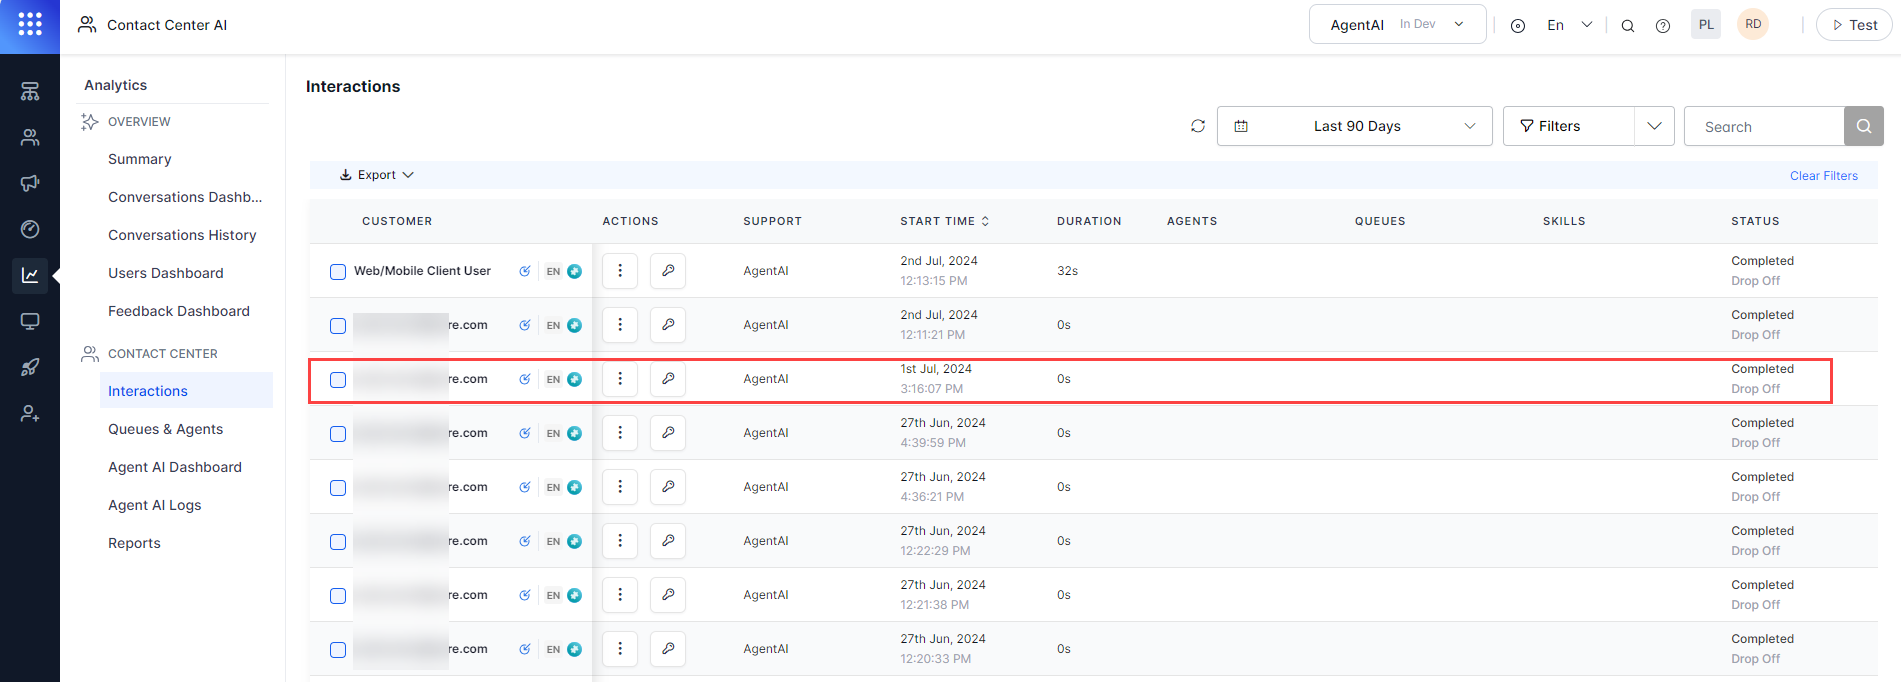 Contact Center AI
AgentAI In Dev
En
PL
RD
Test
Analytics
OVERVIEW
Summary
Conversations Dashb...
Conversations History
Users Dashboard
Feedback Dashboard
CONTACT CENTER
Interactions
Queues & Agents
Agent AI Dashboard
Agent AI Logs
Reports
Interactions
Last 90 Days
Filters
Search
Export
Clear Filters
CUSTOMER ACTIONS SUPPORT START TIME DURATION AGENTS QUEUES SKILLS STATUS
Web/Mobile Client User EN AgentAI 2nd Jul, 2024 32s Completed
12:13:15 PM Drop Off
re.com EN AgentAI 2nd Jul, 2024 0s Completed
12:11:21 PM Drop Off
re.com EN AgentAI 1st Jul, 2024 0s Completed
3:16:07 PM Drop Off
re.com EN AgentAI 27th Jun, 2024 0s Completed
4:39:59 PM Drop Off
re.com EN AgentAI 27th Jun, 2024 0s Completed
4:36:21 PM Drop Off
re.com EN AgentAI 27th Jun, 2024 0s Completed
12:22:29 PM Drop Off
re.com EN AgentAI 27th Jun, 2024 0s Completed
12:21:38 PM Drop Off
re.com EN AgentAI 27th Jun, 2024 0s Completed
12:20:33 PM Drop Off